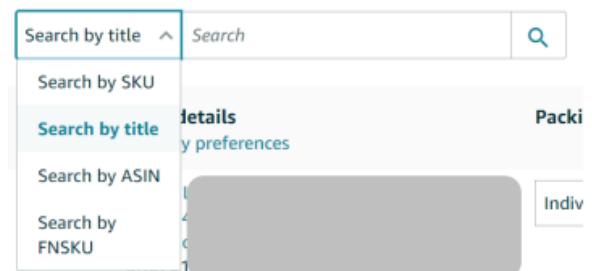 Search by title Search
Search by SKU
Search by title
Search by ASIN
Search by
FNSKU
details
y preferences
Packi
Indiv